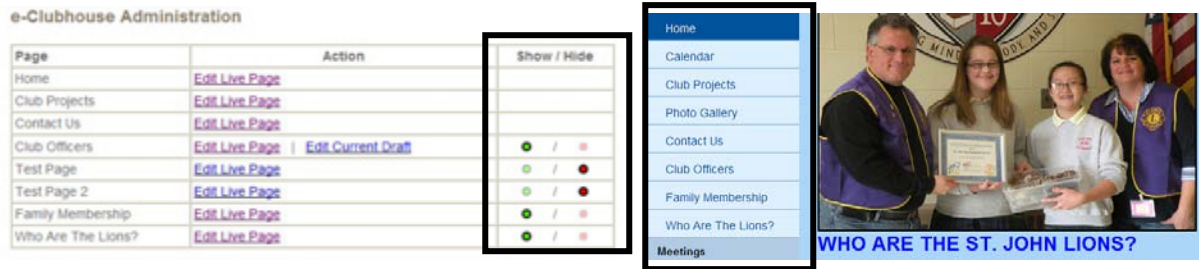 e-Clubhouse Administration
Page Action Show / Hide
Home Edit Live Page
Club Projects Edit Live Page
Contact Us Edit Live Page
Club Officers Edit Live Page | Edit Current Draft /
Test Page Edit Live Page /
Test Page 2 Edit Live Page /
Family Membership Edit Live Page /
Who Are The Lions? Edit Live Page /
Home
Calendar
Club Projects
Photo Gallery
Contact Us
Club Officers
Family Membership
Who Are The Lions?
Meetings
10
MIND
WHO ARE THE ST. JOHN LIONS?